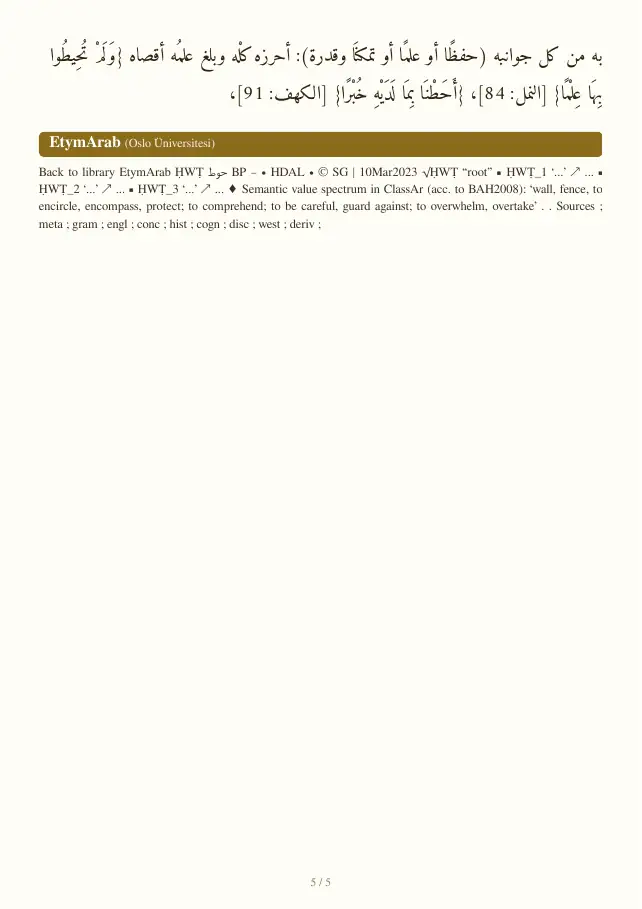 به من كل جوانبه (حفظًا أو علمًا أو تمكنًا وقدرة): أحرزه كلْه وبلغ علمُه أقصاه {وَلَمْ تُحِيطُوا
بِهَا عِلْمًا} [النمل: 84]، {أَحَطْنَا بِمَا لَدَيْهِ خُبْرًا} [الكهف: 91]،
EtymArab (Oslo Üniversitesi)
Back to library EtymArab ḤWṬ حوط BP – • HDAL • © SG | 10Mar2023 √ḤWṬ “root” ▪ ḤWṬ_1 ‘...’ ↗ ... ▪
ḤWṬ_2 ‘...’ ↗ ... ▪ ḤWṬ_3 ‘...’ ↗ ... ♦ Semantic value spectrum in ClassAr (acc. to BAH2008): ‘wall, fence, to
encircle, encompass, protect; to comprehend; to be careful, guard against; to overwhelm, overtake’ . . Sources ;
meta ; gram ; engl ; conc ; hist ; cogn ; disc ; west ; deriv ;
5 / 5